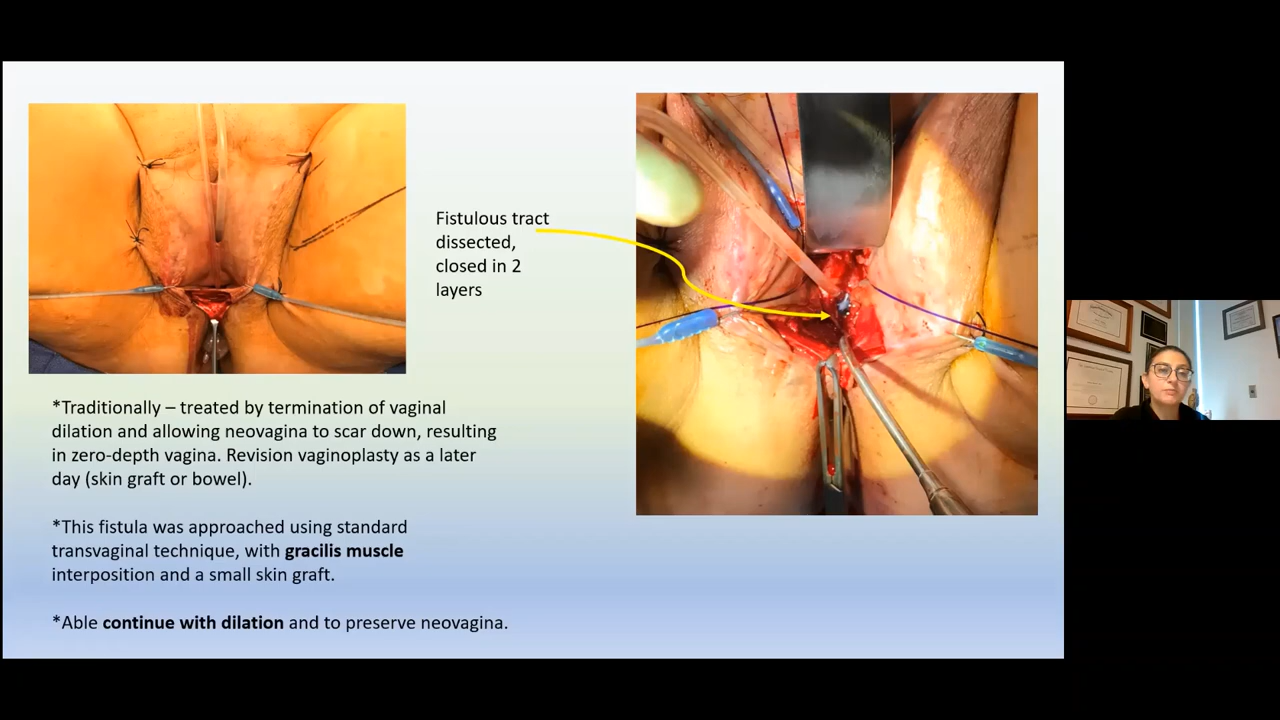 Fistulous tract
dissected,
closed in 2
layers
*Traditionally – treated by termination of vaginal
dilation and allowing neovagina to scar down, resulting
in zero-depth vagina. Revision vaginoplasty as a later
day (skin graft or bowel).
*This fistula was approached using standard
transvaginal technique, with gracilis muscle
interposition and a small skin graft.
*Able continue with dilation and to preserve neovagina.